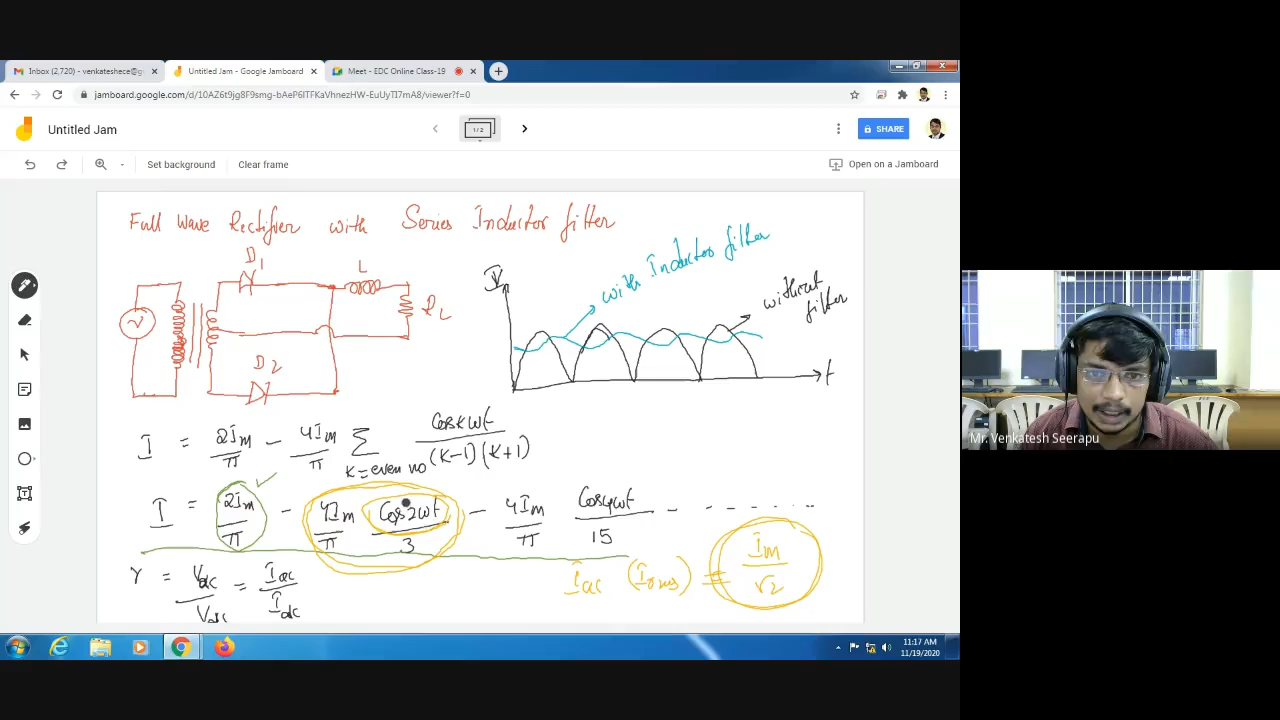 Inbox (2,720) - venkateshece@g
Untitled Jam - Google Jamboard
Meet - EDC Online Class-19
jamboard.google.com/d/10AZ6t9jg8F9smg-bAeP6lTFKaVhnezHW-EuUyTI7mA8/viewer?f=0
Untitled Jam
1/2
SHARE
Set background
Clear frame
Open on a Jamboard
Full Wave Rectifier with Series Inductor filter
D1
L
RL
V
D2
with Inductor filter
without filter
t
I = 2Im/π - 4Im/π Σ K=even no Cos kωt/(K-1)(K+1)
I = 2Im/π - 4Im/π Cos2ωt/3 - 4Im/π Cos4ωt/15 - - - - - - -
γ = Vac/Vdc = Iac/Idc
Iac (Irms) = Im/√2
Mr. Venkatesh Seerapu
11:17 AM
11/19/2020